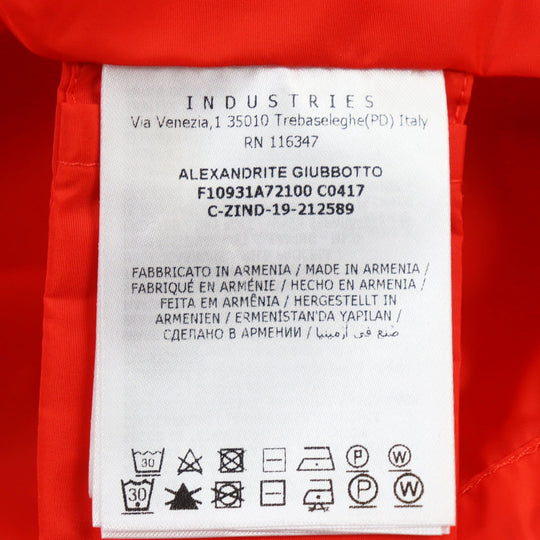 INDUSTRIES
Via Venezia,1 35010 Trebaseleghe(PD) Italy
RN 116347
ALEXANDRITE GIUBBOTTO
F10931A72100 C0417
C-ZIND-19-212589
FABBRICATO IN ARMENIA / MADE IN ARMENIA /
FABRIQUÉ EN ARMÉNIE / HECHO EN ARMENIA /
FEITA EM ARMÊNIA / HERGESTELLT IN
ARMENIEN / ERMENİSTAN'DA YAPILAN /
СДЕЛАНО В АРМЕНИИ / صنع في أرمينيا
30 P W
30 P W